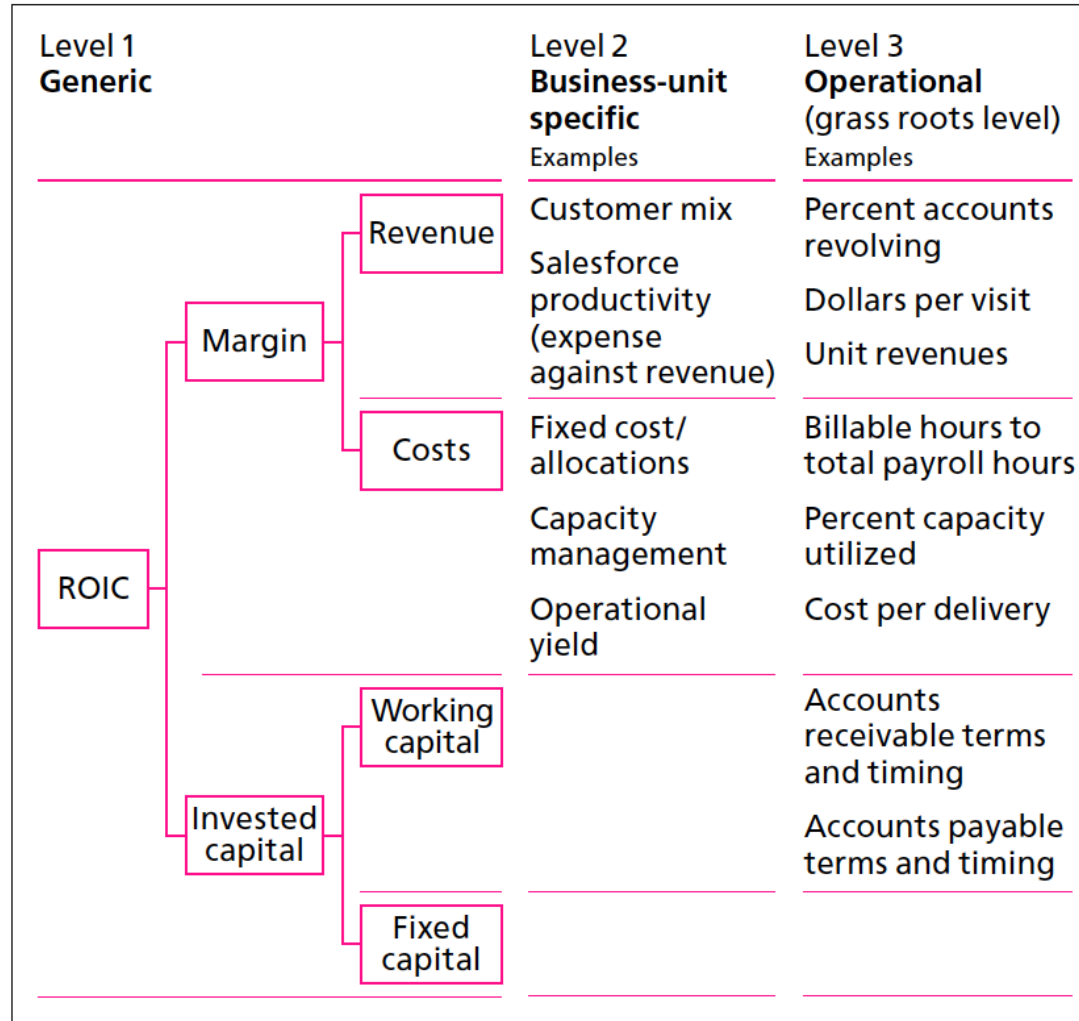 Level 1
Generic
Level 2
Business-unit
specific
Examples
Level 3
Operational
(grass roots level)
Examples
Revenue
Customer mix
Salesforce
productivity
(expense
against revenue)
Percent accounts
revolving
Dollars per visit
Unit revenues
Margin
Costs
Fixed cost/
allocations
Capacity
management
Operational
yield
Billable hours to
total payroll hours
Percent capacity
utilized
Cost per delivery
ROIC
Working
capital
Accounts
receivable terms
and timing
Accounts payable
terms and timing
Invested
capital
Fixed
capital